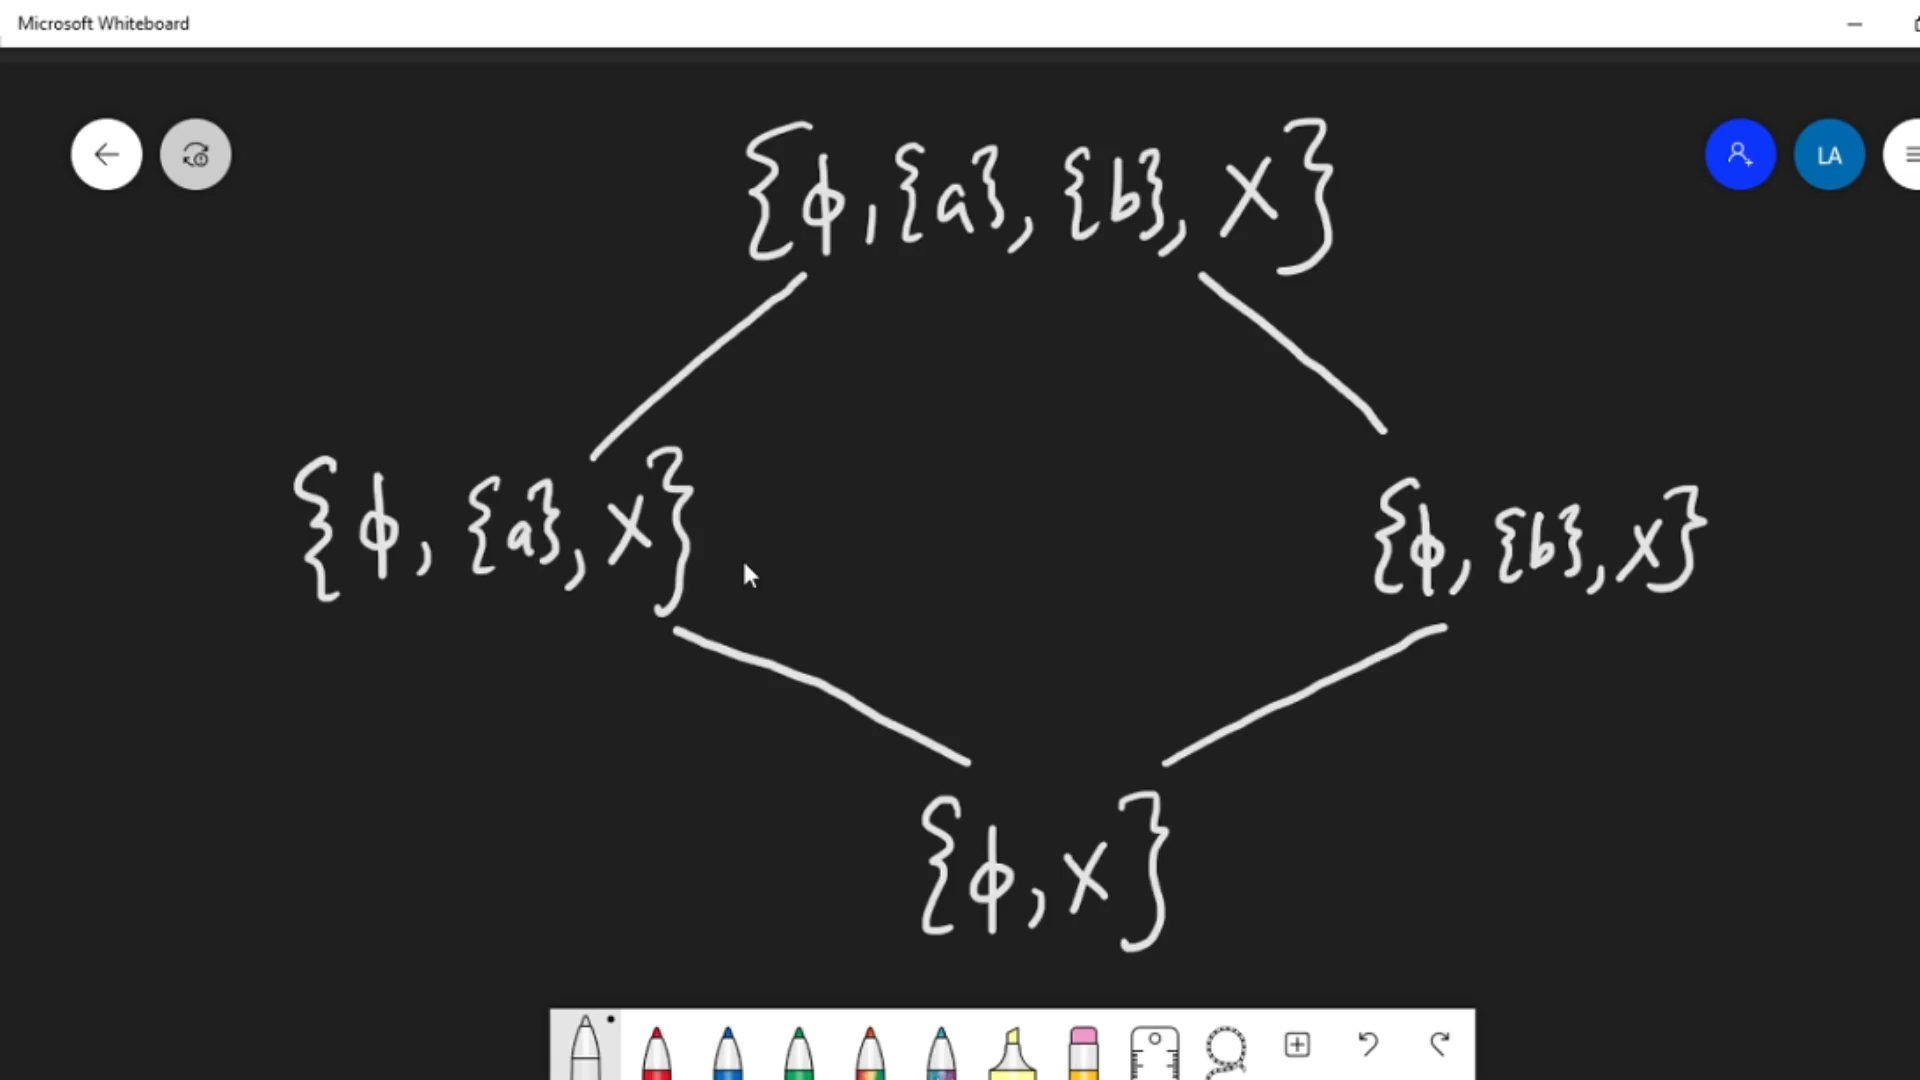 Microsoft Whiteboard
LA
{ϕ, {a}, {b}, X}
{ϕ, {a}, X}
{ϕ, {b}, X}
{ϕ, X}